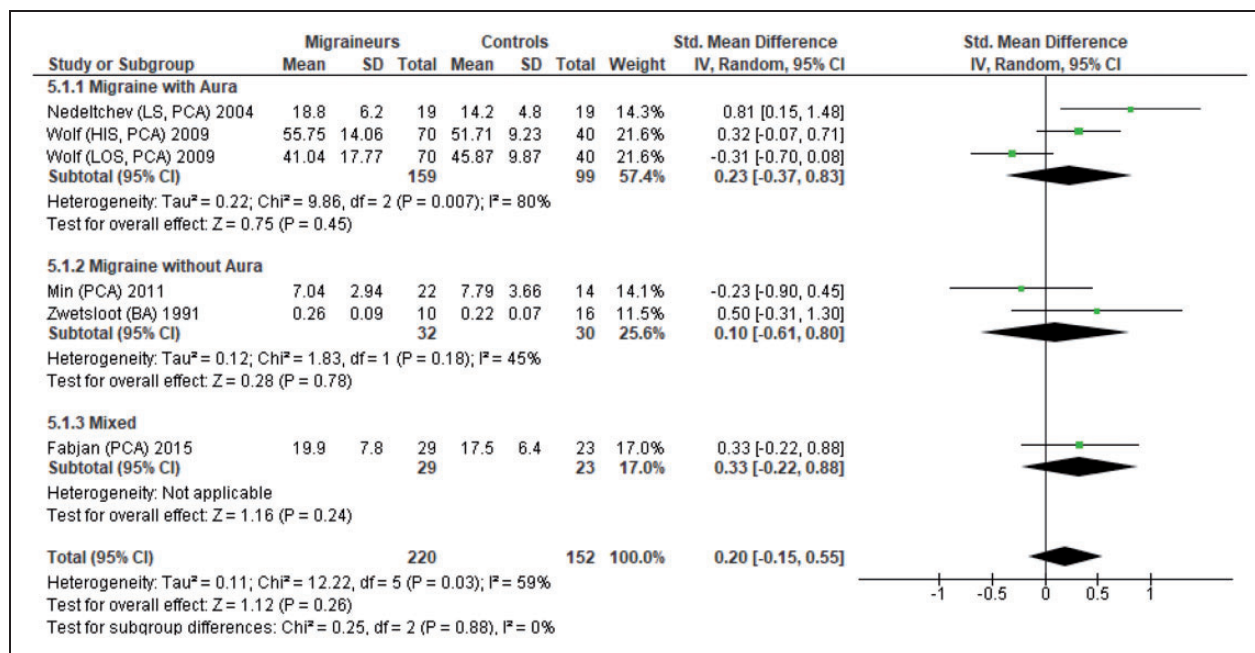 Migraineurs Controls Std. Mean Difference Std. Mean Difference
Study or Subgroup Mean SD Total Mean SD Total Weight IV, Random, 95% CI IV, Random, 95% CI
5.1.1 Migraine with Aura
Nedeltchev (LS, PCA) 2004 18.8 6.2 19 14.2 4.8 19 14.3% 0.81 [0.15, 1.48]
Wolf (HIS, PCA) 2009 55.75 14.06 70 51.71 9.23 40 21.6% 0.32 [-0.07, 0.71]
Wolf (LOS, PCA) 2009 41.04 17.77 70 45.87 9.87 40 21.6% -0.31 [-0.70, 0.08]
Subtotal (95% CI) 159 99 57.4% 0.23 [-0.37, 0.83]
Heterogeneity: Tau² = 0.22; Chi² = 9.86, df = 2 (P = 0.007); I² = 80%
Test for overall effect: Z = 0.75 (P = 0.45)
5.1.2 Migraine without Aura
Min (PCA) 2011 7.04 2.94 22 7.79 3.66 14 14.1% -0.23 [-0.90, 0.45]
Zwetsloot (BA) 1991 0.26 0.09 10 0.22 0.07 16 11.5% 0.50 [-0.31, 1.30]
Subtotal (95% CI) 32 30 25.6% 0.10 [-0.61, 0.80]
Heterogeneity: Tau² = 0.12; Chi² = 1.83, df = 1 (P = 0.18); I² = 45%
Test for overall effect: Z = 0.28 (P = 0.78)
5.1.3 Mixed
Fabjan (PCA) 2015 19.9 7.8 29 17.5 6.4 23 17.0% 0.33 [-0.22, 0.88]
Subtotal (95% CI) 29 23 17.0% 0.33 [-0.22, 0.88]
Heterogeneity: Not applicable
Test for overall effect: Z = 1.16 (P = 0.24)
Total (95% CI) 220 152 100.0% 0.20 [-0.15, 0.55]
Heterogeneity: Tau² = 0.11; Chi² = 12.22, df = 5 (P = 0.03); I² = 59%
Test for overall effect: Z = 1.12 (P = 0.26)
Test for subgroup differences: Chi² = 0.25, df = 2 (P = 0.88), I² = 0%
-1 -0.5 0 0.5 1